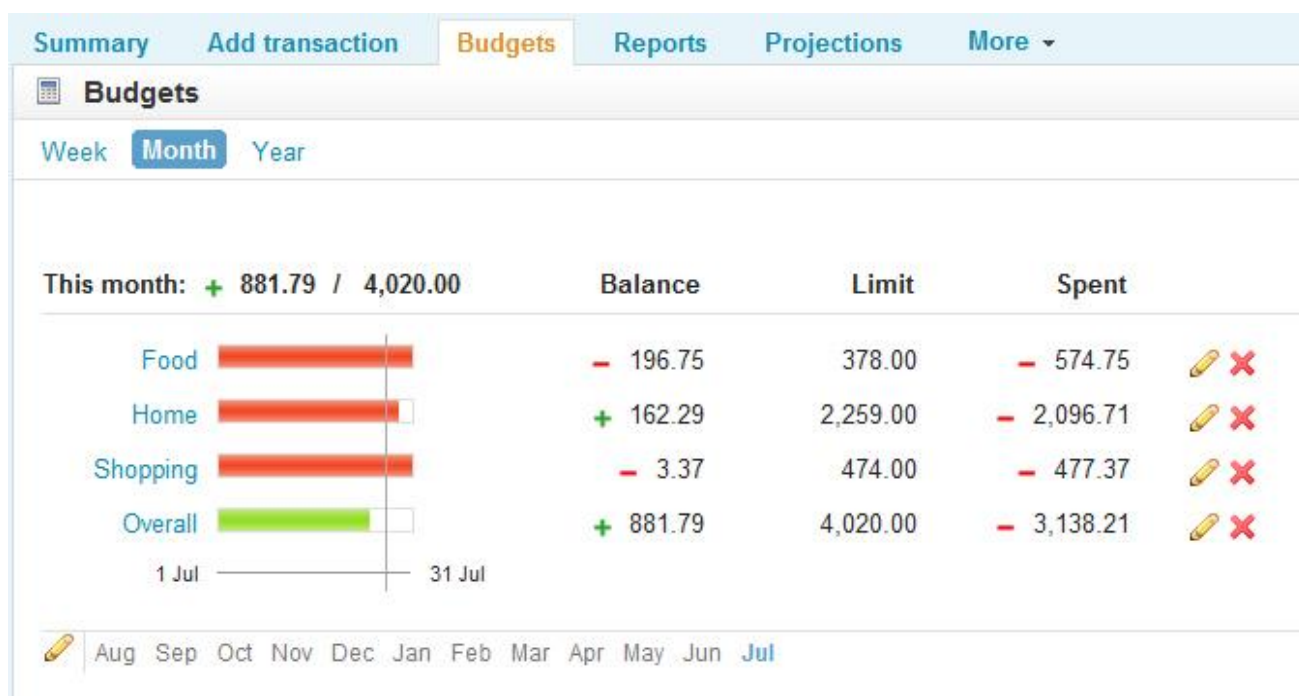 Summary Add transaction Budgets Reports Projections More
Budgets
Week Month Year
This month: + 881.79 / 4,020.00 Balance Limit Spent
Food - 196.75 378.00 - 574.75
Home + 162.29 2,259.00 - 2,096.71
Shopping - 3.37 474.00 - 477.37
Overall + 881.79 4,020.00 - 3,138.21
1 Jul 31 Jul
Aug Sep Oct Nov Dec Jan Feb Mar Apr May Jun Jul